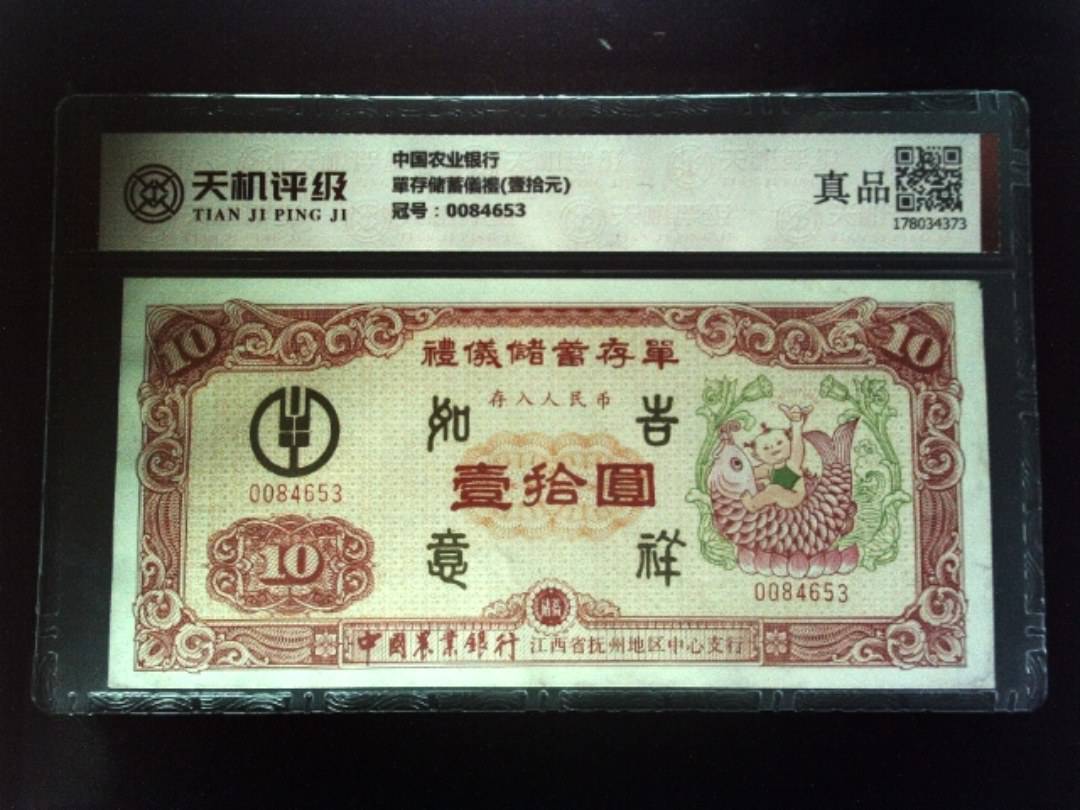 天机评级
TIAN JI PING JI
中国农业银行
單存储蓄儀禮(壹拾元)
冠号：0084653
真品
178034373
10
10
禮儀儲蓄存單
存入人民币
吉祥
如意
壹拾圓
0084653
10
0084653
中國農業銀行 江西省抚州地区中心支行